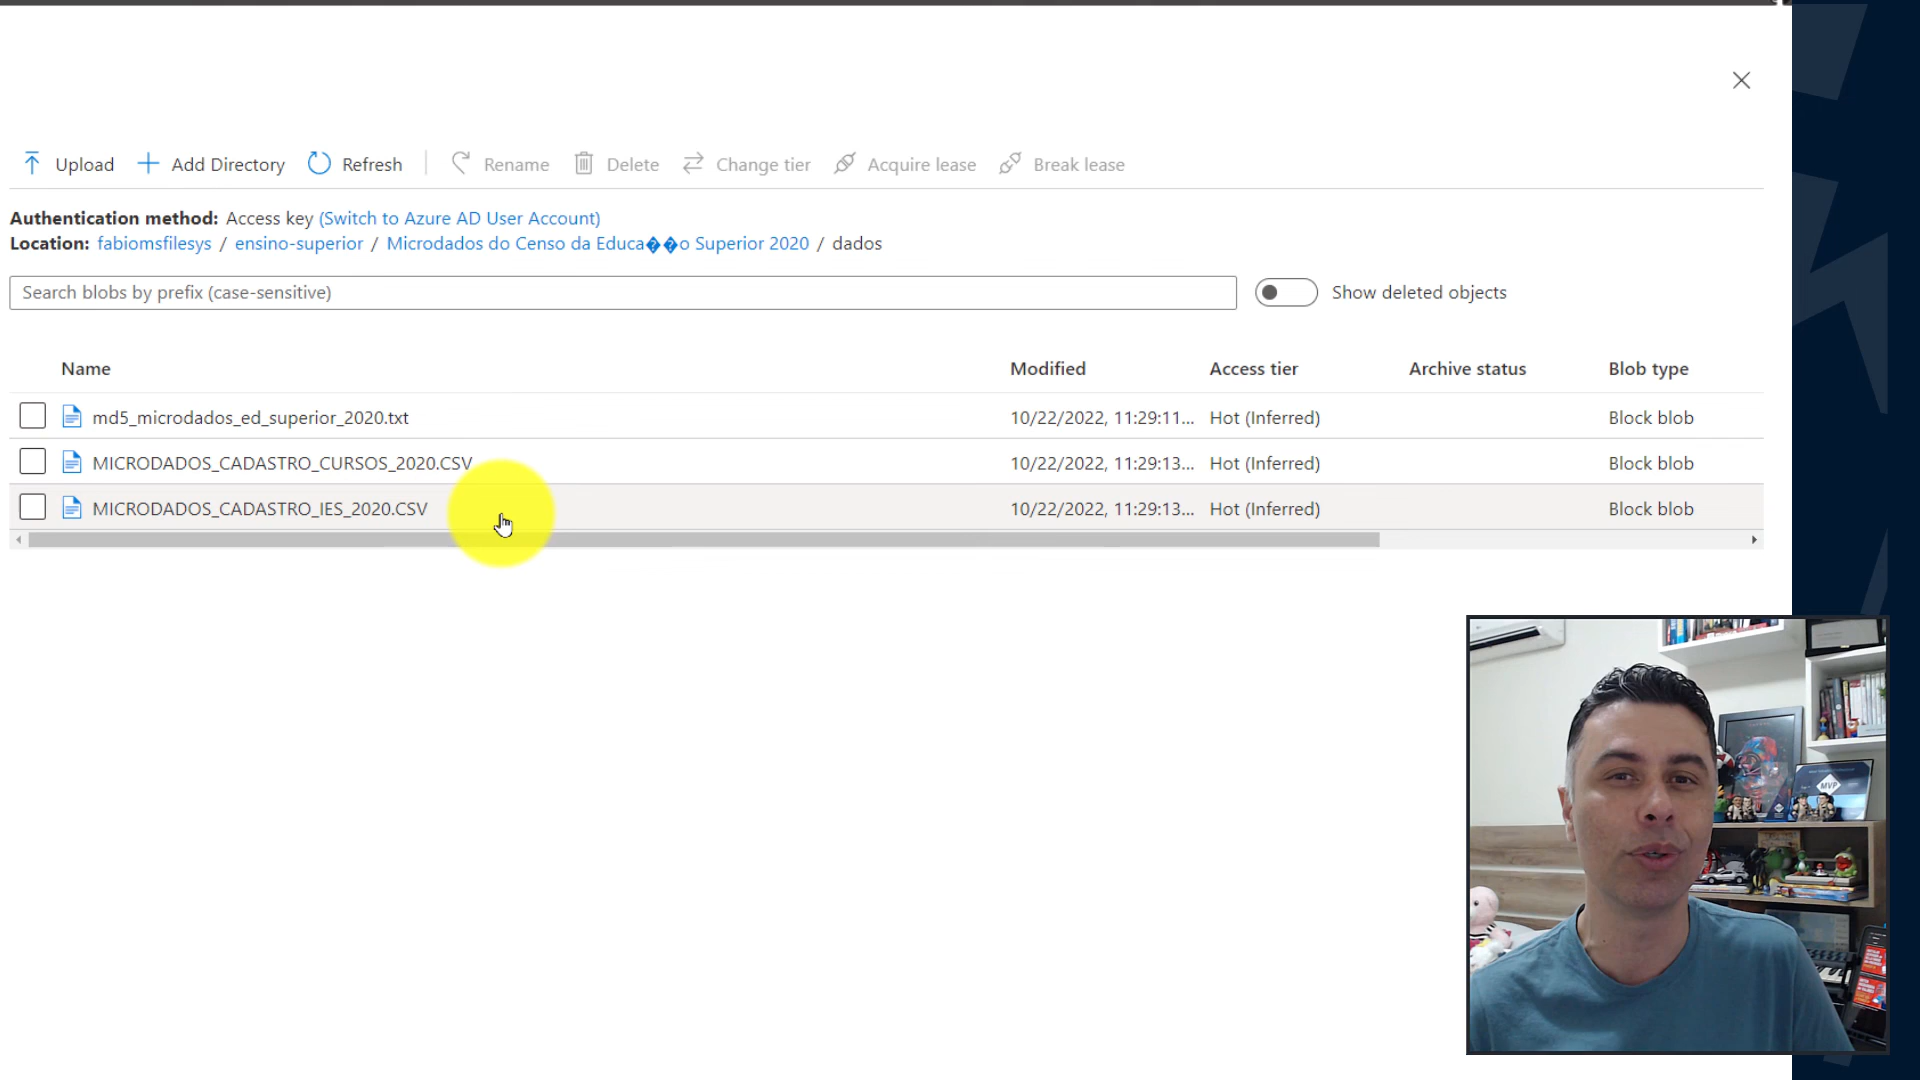 Upload Add Directory Refresh Rename Delete Change tier Acquire lease Break lease
Authentication method: Access key (Switch to Azure AD User Account)
Location: fabiomsfilesys / ensino-superior / Microdados do Censo da Educa��o Superior 2020 / dados
Search blobs by prefix (case-sensitive) Show deleted objects
Name Modified Access tier Archive status Blob type
md5_microdados_ed_superior_2020.txt 10/22/2022, 11:29:11... Hot (Inferred) Block blob
MICRODADOS_CADASTRO_CURSOS_2020.CSV 10/22/2022, 11:29:13... Hot (Inferred) Block blob
MICRODADOS_CADASTRO_IES_2020.CSV 10/22/2022, 11:29:13... Hot (Inferred) Block blob
MVP